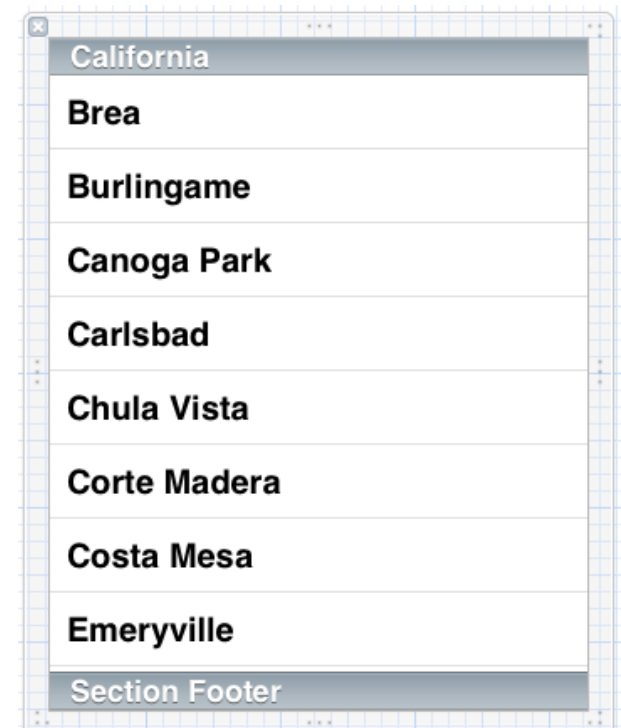 California
Brea
Burlingame
Canoga Park
Carlsbad
Chula Vista
Corte Madera
Costa Mesa
Emeryville
Section Footer